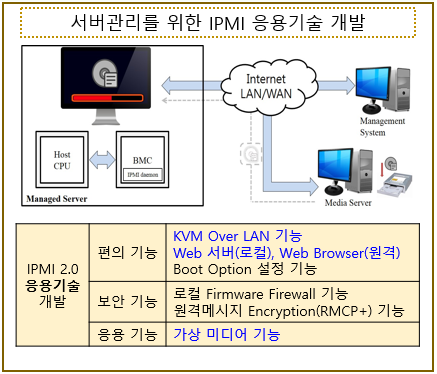 서버관리를 위한 IPMI 응용기술 개발
Internet
LAN/WAN
Management
System
Host
CPU
BMC
IPMI daemon
Managed Server
Media Server
IPMI 2.0
응용기술
개발
편의 기능
KVM Over LAN 기능
Web 서버(로컬), Web Browser(원격)
Boot Option 설정 기능
보안 기능
로컬 Firmware Firewall 기능
원격메시지 Encryption(RMCP+) 기능
응용 기능
가상 미디어 기능